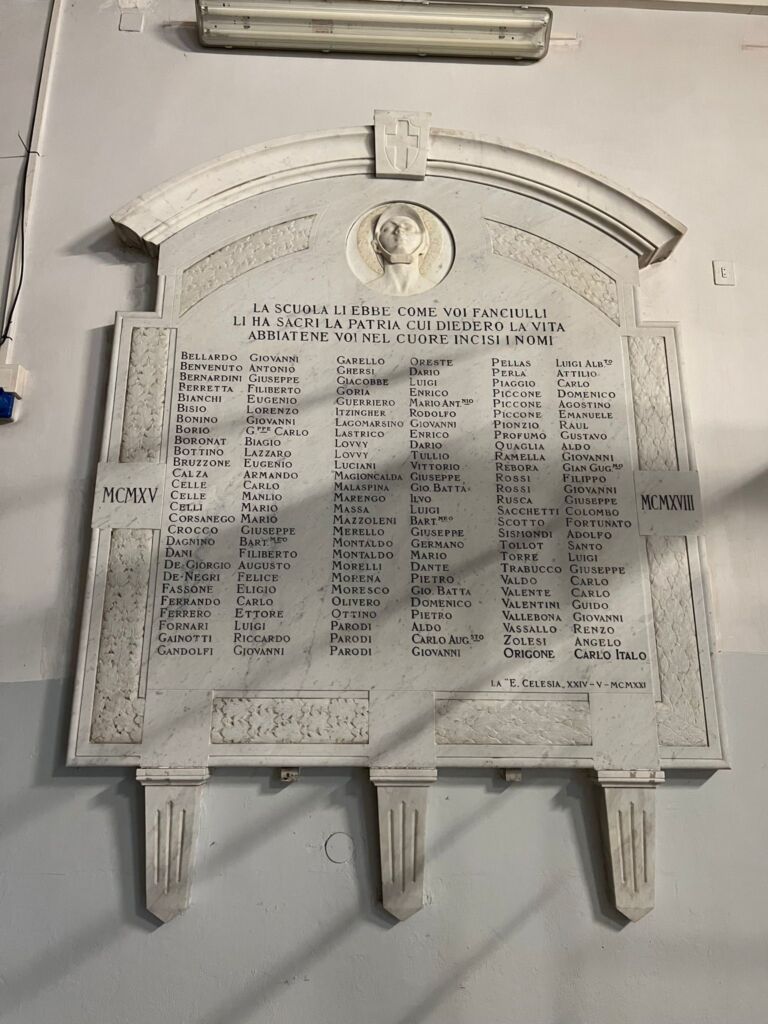 LA SCUOLA LI EBBE COME VOI FANCIULLI
LI HA SACRI LA PATRIA CUI DIEDERO LA VITA
ABBIATENE VOI NEL CUORE INCISI I NOMI
MCMXV
BELLARDO GIOVANNI
BENVENUTO ANTONIO
BERNARDINI GIUSEPPE
BERRETTA FILIBERTO
BIANCHI EUGENIO
BISIO LORENZO
BONINO GIOVANNI
BORIO G.PPE CARLO
BORONAT BIAGIO
BOTTINO LAZZARO
BRUZZONE EUGENIO
CALZA ARMANDO
CELLE CARLO
CELLE MANLIO
CELLI MARIO
CORSANEGO MARIO
CROCCO GIUSEPPE
DAGNINO BART.MEO
DANI FILIBERTO
DE-GIORGIO AUGUSTO
DE-NEGRI FELICE
FASSONE ELIGIO
FERRANDO CARLO
FERRERO ETTORE
FORNARI LUIGI
GAINOTTI RICCARDO
GANDOLFI GIOVANNI
GARELLO ORESTE
GHERSI DARIO
GIACOBBE LUIGI
GORIA ENRICO
GUERRIERO MARIO ANT.NIO
ITZINGHER RODOLFO
LAGOMARSINO GIOVANNI
LASTRICO ENRICO
LOVVY DARIO
LOVVY TULLIO
LUCIANI VITTORIO
MAGIONCALDA GIUSEPPE
MALASPINA GIO.BATTA
MARENGO ILVO
MASSA LUIGI
MAZZOLENI BART.MEO
MERELLO GIUSEPPE
MONTALDO GERMANO
MONTALDO MARIO
MORELLI DANTE
MORENA PIETRO
MORESCO GIO.BATTA
OLIVERO DOMENICO
OTTINO PIETRO
PARODI ALDO
PARODI CARLO AUG.STO
PARODI GIOVANNI
PELLAS LUIGI ALB.TO
PERLA ATTILIO
PIAGGIO CARLO
PICCONE DOMENICO
PICCONE AGOSTINO
PICCONE EMANUELE
PIONZIO RAUL
PROFUMO GUSTAVO
QUAGLIA ALDO
RAMELLA GIOVANNI
REBORA GIAN GUG.MO
ROSSI FILIPPO
ROSSI GIOVANNI
RUSCA GIUSEPPE
SACCHETTI COLOMBO
SCOTTO FORTUNATO
SISMONDI ADOLFO
TOLLOT SANTO
TORRE LUIGI
TRABUCCO GIUSEPPE
VALDO CARLO
VALENTE CARLO
VALENTINI GUIDO
VALLEBONA GIOVANNI
VASSALLO RENZO
ZOLESI ANGELO
ORIGONE CARLO ITALO
MCMXVIII
LA "E. CELESIA„ XXIV-V-MCMXXI